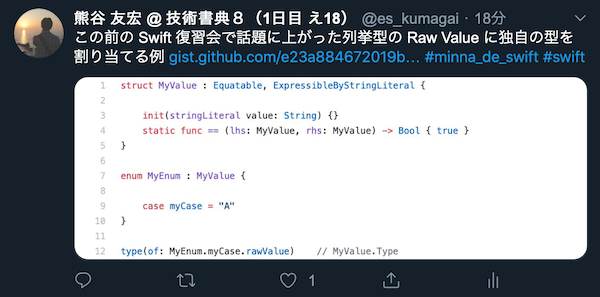 熊谷 友宏 @ 技術書典８（1日目 え18） @es_kumagai・18分
この前の Swift 復習会で話題に上がった列挙型の Raw Value に独自の型を
割り当てる例 gist.github.com/e23a884672019b... #minna_de_swift #swift
1 struct MyValue : Equatable, ExpressibleByStringLiteral {
2
3 init(stringLiteral value: String) {}
4 static func == (lhs: MyValue, rhs: MyValue) -> Bool { true }
5 }
6
7 enum MyEnum : MyValue {
8
9 case myCase = "A"
10 }
11
12 type(of: MyEnum.myCase.rawValue) // MyValue.Type
1